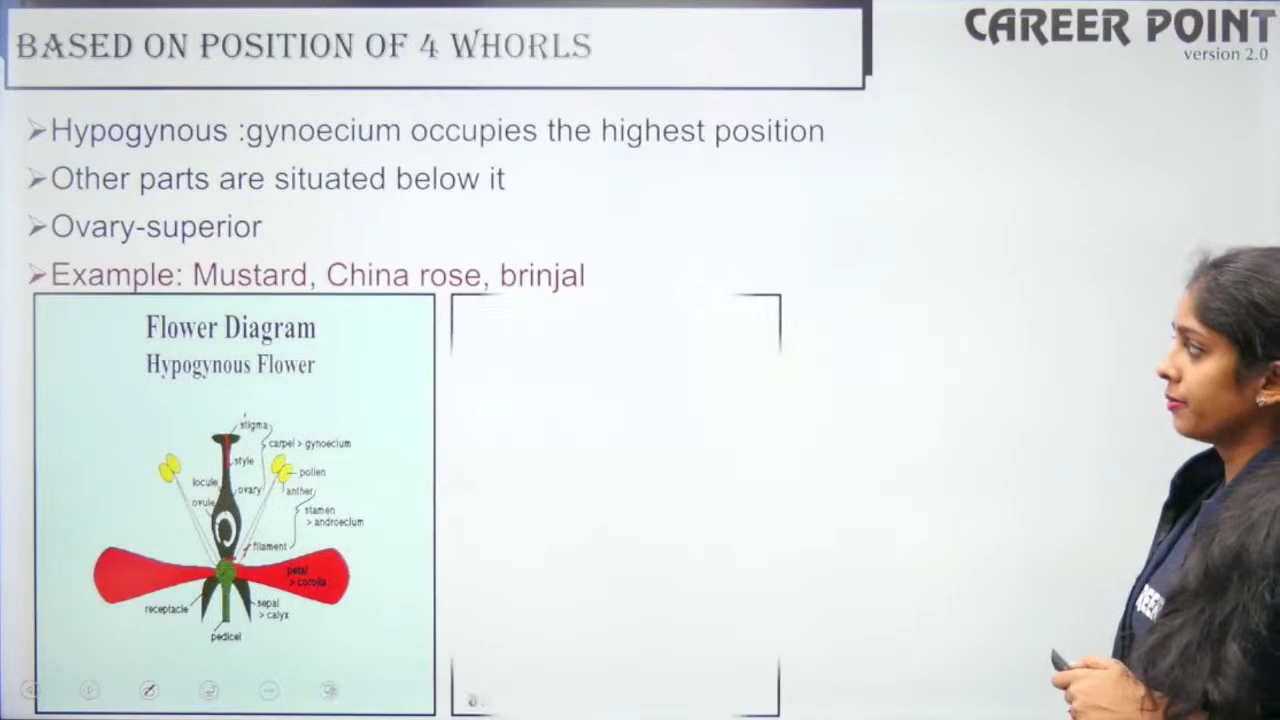 BASED ON POSITION OF 4 WHORLS
CAREER POINT
version 2.0
Hypogynous :gynoecium occupies the highest position
Other parts are situated below it
Ovary-superior
Example: Mustard, China rose, brinjal
Flower Diagram
Hypogynous Flower
stigma
carpel > gynoecium
style
pollen
locule
ovary
anther
ovule
stamen
> androecium
filament
petal
> corolla
receptacle
sepal
> calyx
pedicel